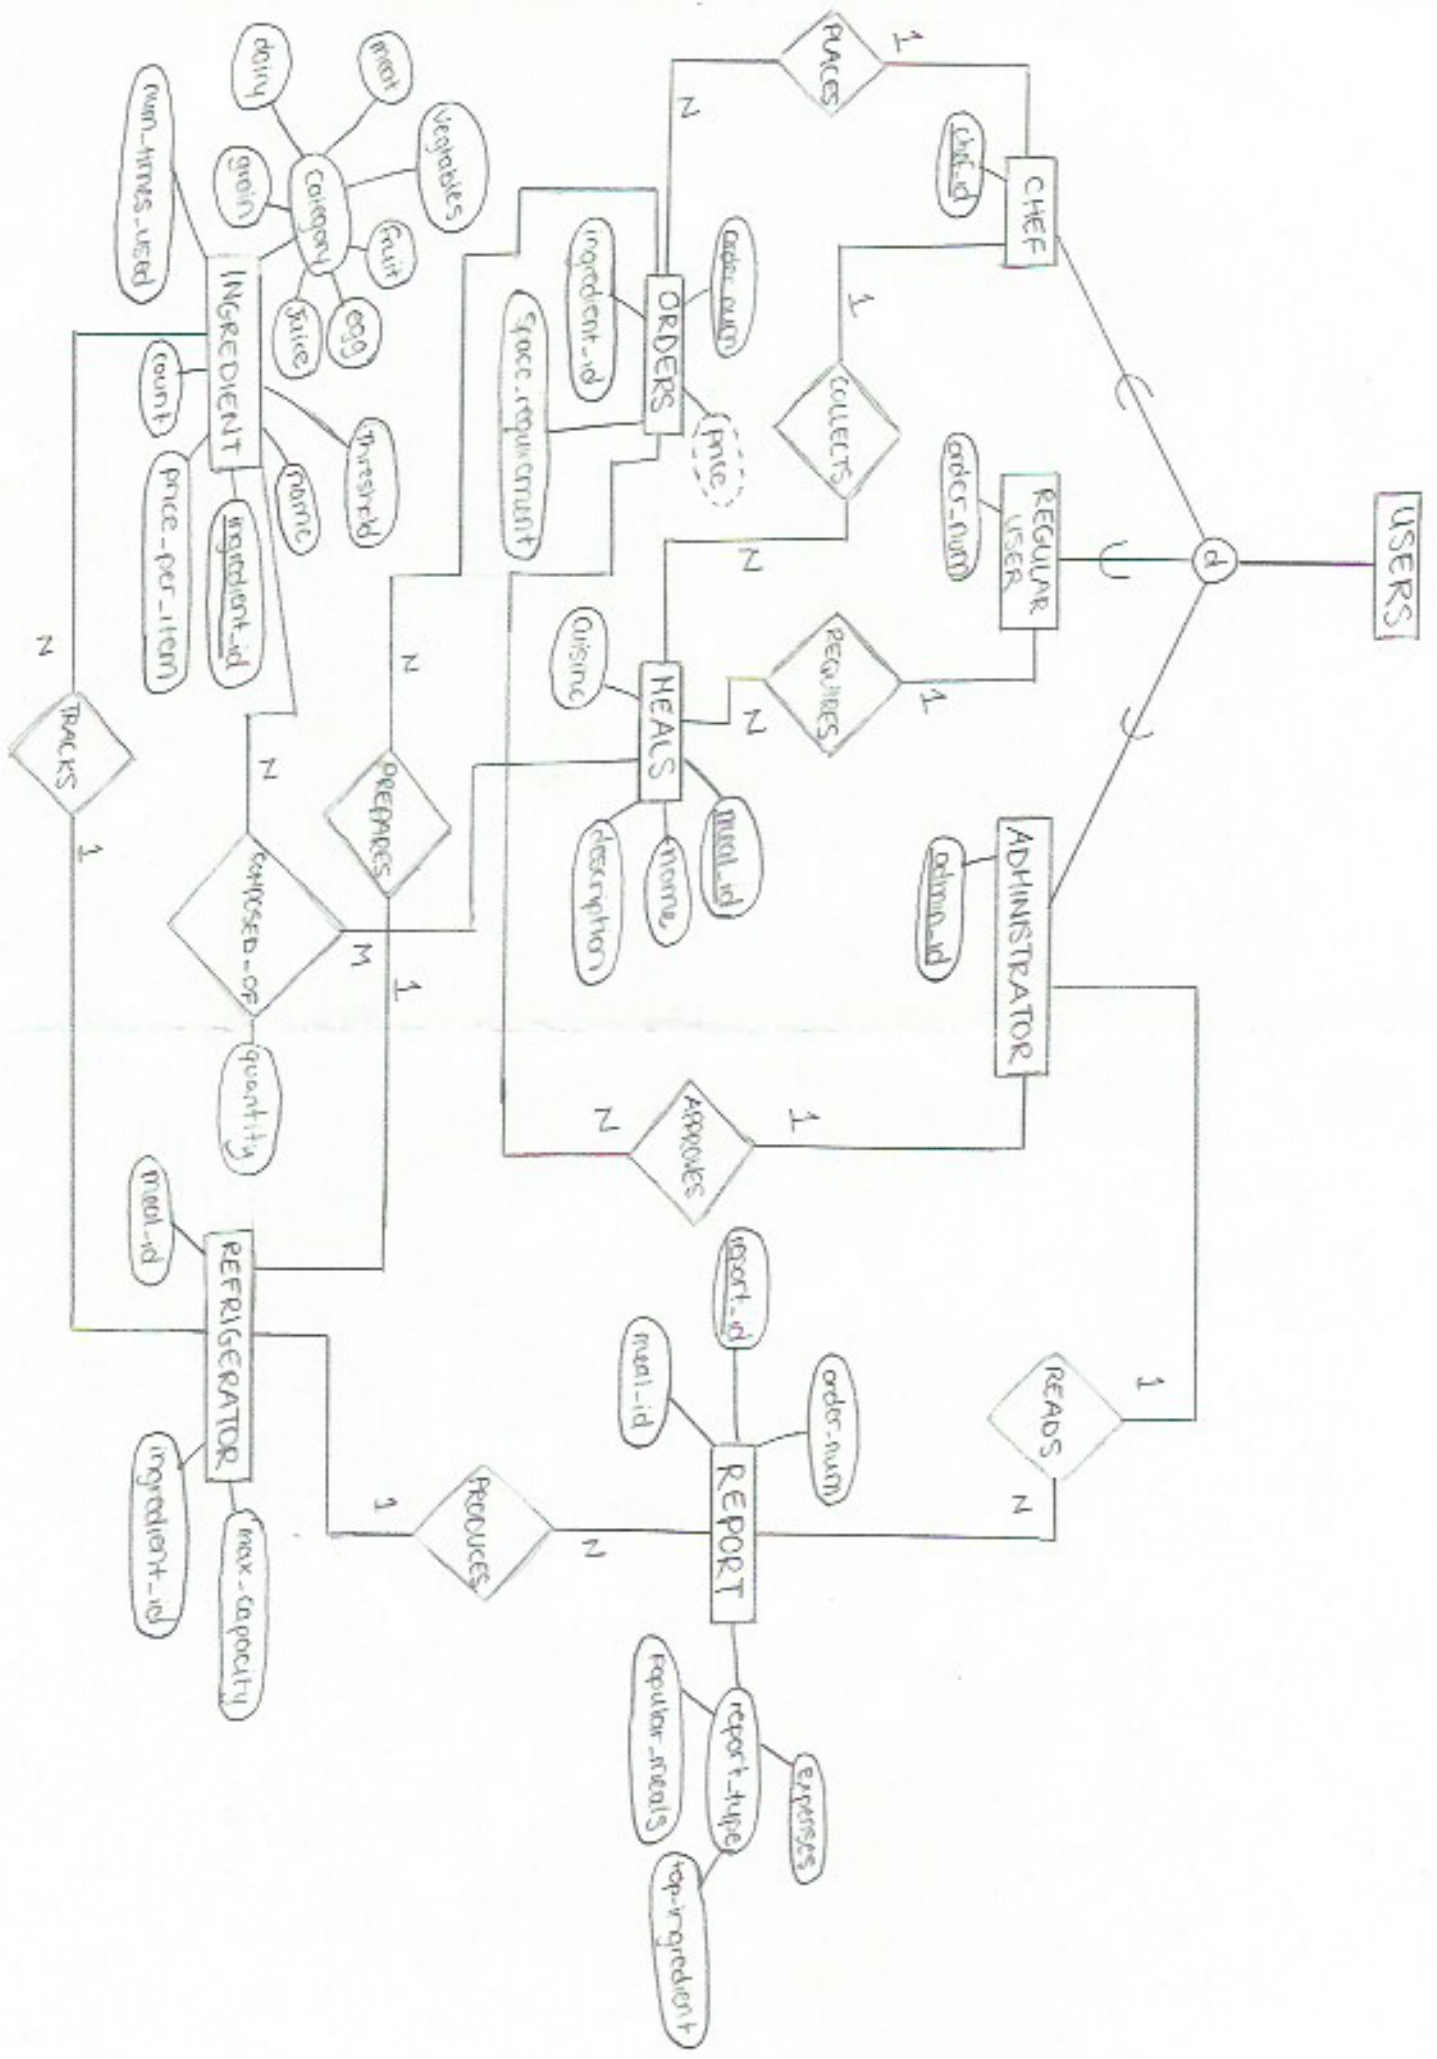 USERS
d
CHEF
chef_id
REGULAR
USER
order_num
ADMINISTRATOR
admin_id
1
PLACES
N
1
COLLECTS
N
1
REQUIRES
N
1
APPROVES
N
1
READS
N
ORDERS
order_num
ingredient_id
price
Space_requirement
MEALS
Cuisine
meal_id
name
description
REPORT
report_id
meal_id
order_num
report_type
expenses
popular_meals
top_ingredient
N
PREPARES
1
N
COMPOSED_OF
M
quantity
1
PRODUCES
N
INGREDIENT
Category
dairy
meat
vegtables
grain
fruit
egg
Juice
num_times_used
count
Threshold
name
ingredient_id
price_per_item
REFRIGERATOR
meal_id
ingredient_id
max_capacity
N
TRACKS
1